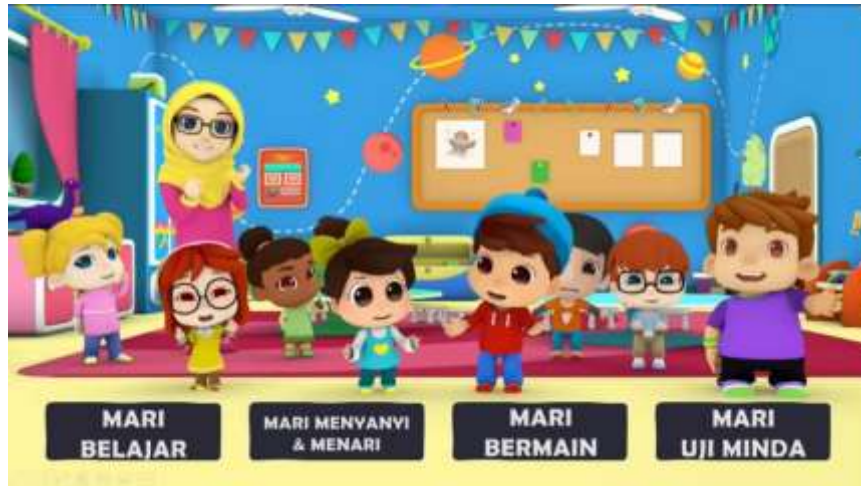 MARI
BELAJAR
MARI MENYANYI
& MENARI
MARI
BERMAIN
MARI
UJI MINDA